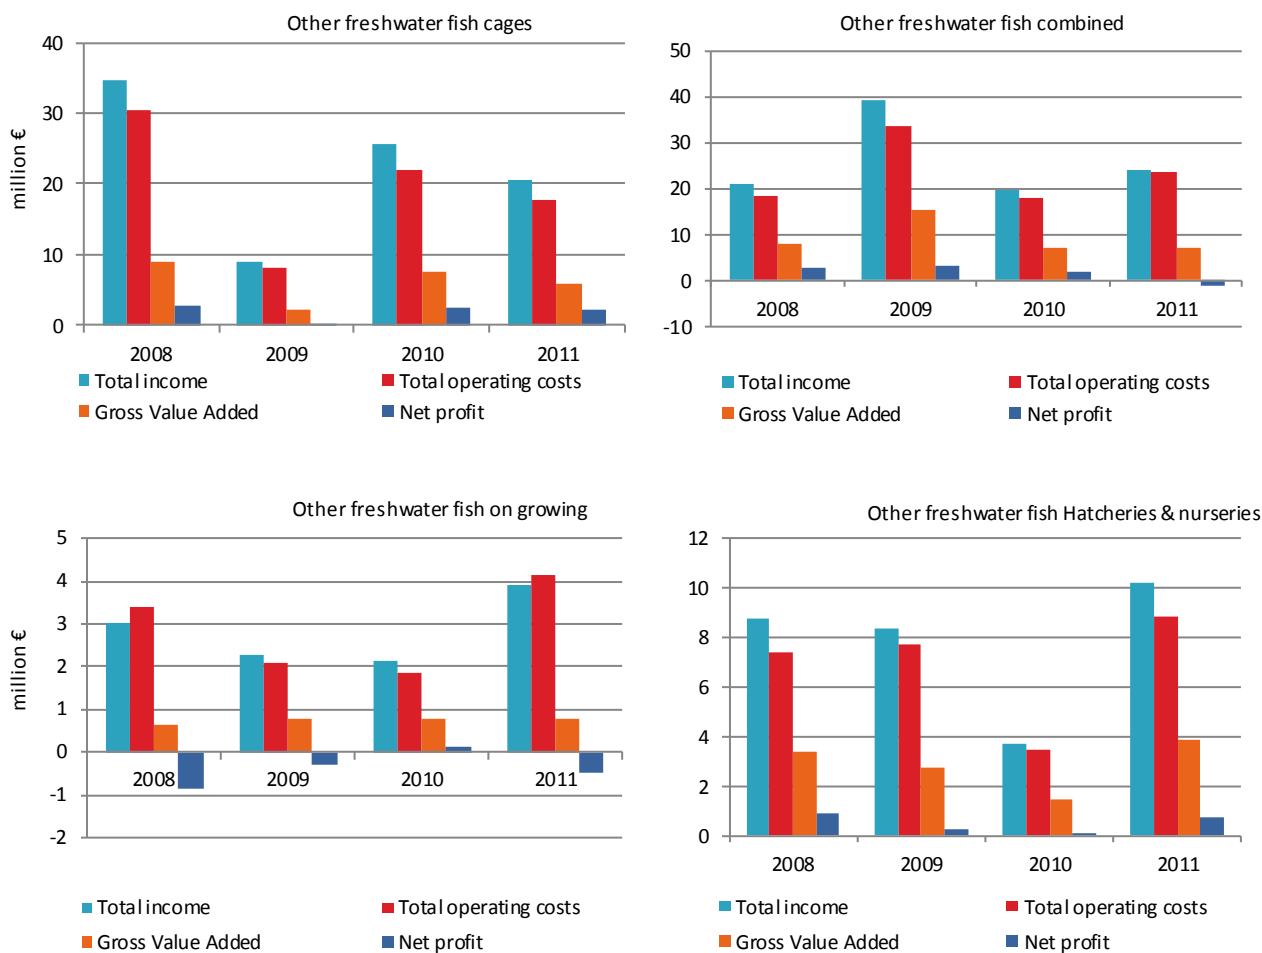 Other freshwater fish cages
million €
40
30
20
10
0
2008 2009 2010 2011
Total income Total operating costs
Gross Value Added Net profit
Other freshwater fish combined
50
40
30
20
10
0
-10
2008 2009 2010 2011
Total income Total operating costs
Gross Value Added Net profit
Other freshwater fish on growing
million €
5
4
3
2
1
0
-1
-2
2008 2009 2010 2011
Total income Total operating costs
Gross Value Added Net profit
Other freshwater fish Hatcheries & nurseries
12
10
8
6
4
2
0
2008 2009 2010 2011
Total income Total operating costs
Gross Value Added Net profit